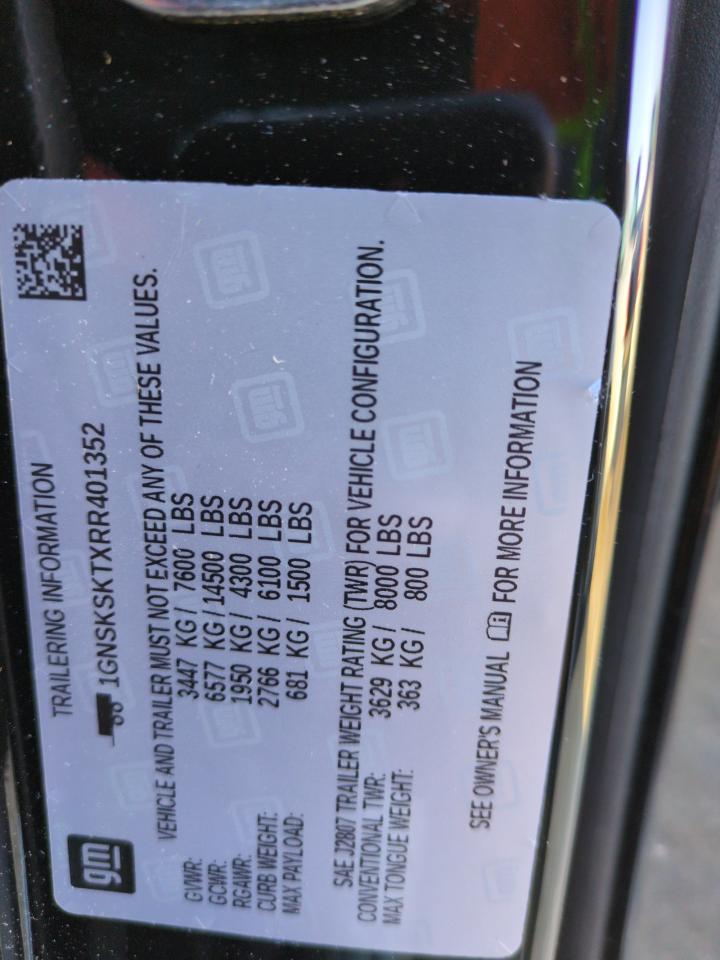 gm
TRAILERING INFORMATION
1GNSKSKTXRR401352
VEHICLE AND TRAILER MUST NOT EXCEED ANY OF THESE VALUES.
GVWR: 3447 KG / 7600 LBS
GCWR: 6577 KG / 14500 LBS
RGAWR: 1950 KG / 4300 LBS
CURB WEIGHT: 2766 KG / 6100 LBS
MAX PAYLOAD: 681 KG / 1500 LBS
SAE J2807 TRAILER WEIGHT RATING (TWR) FOR VEHICLE CONFIGURATION.
CONVENTIONAL TWR: 3629 KG / 8000 LBS
MAX TONGUE WEIGHT: 363 KG / 800 LBS
SEE OWNER'S MANUAL FOR MORE INFORMATION